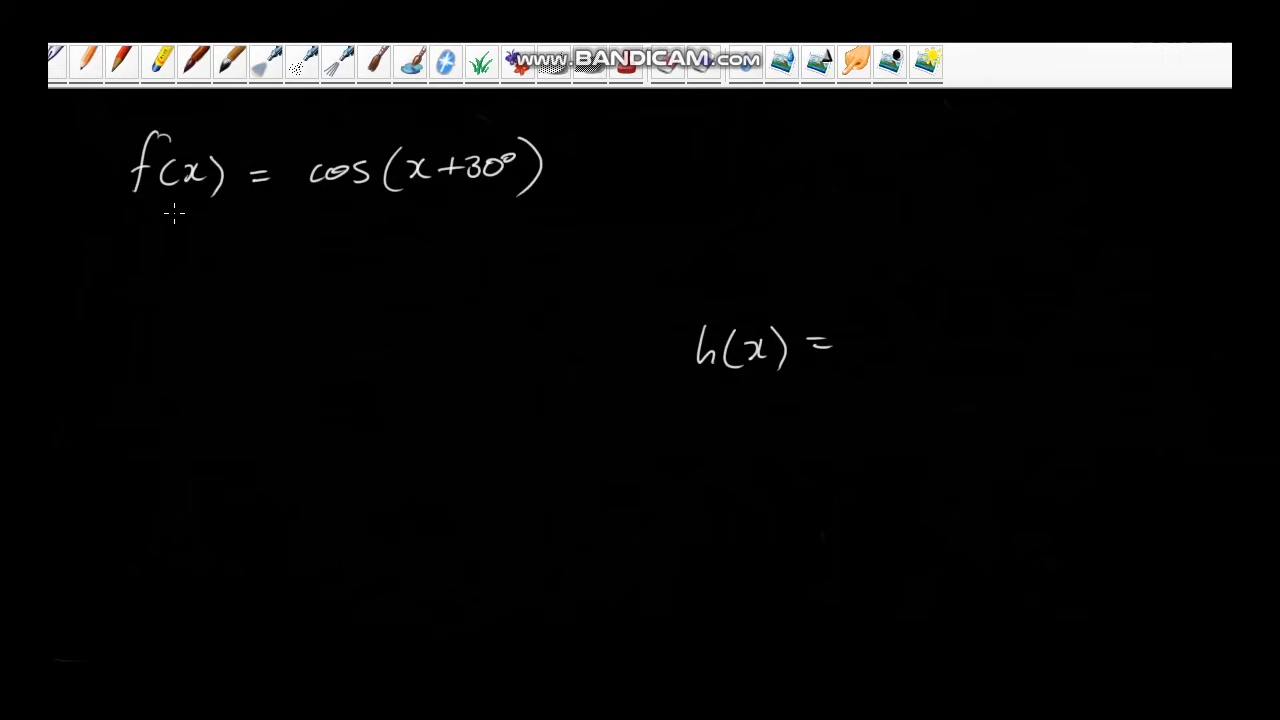 www.BANDICAM.com
f(x) = cos(x+30°)
h(x) =